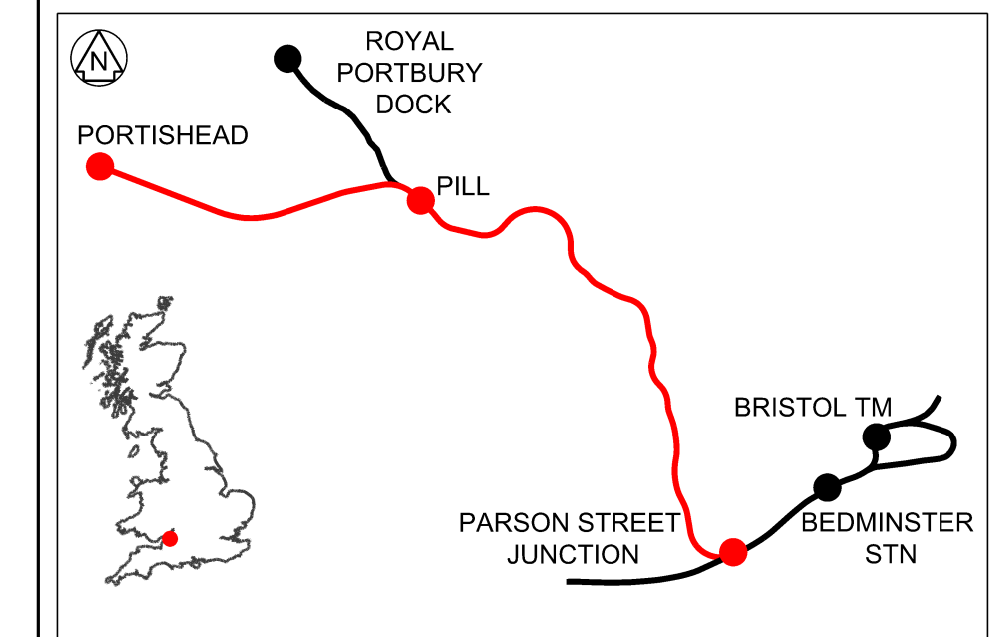 N
ROYAL
PORTBURY
DOCK
PORTISHEAD
PILL
BRISTOL TM
PARSON STREET
JUNCTION
BEDMINSTER
STN